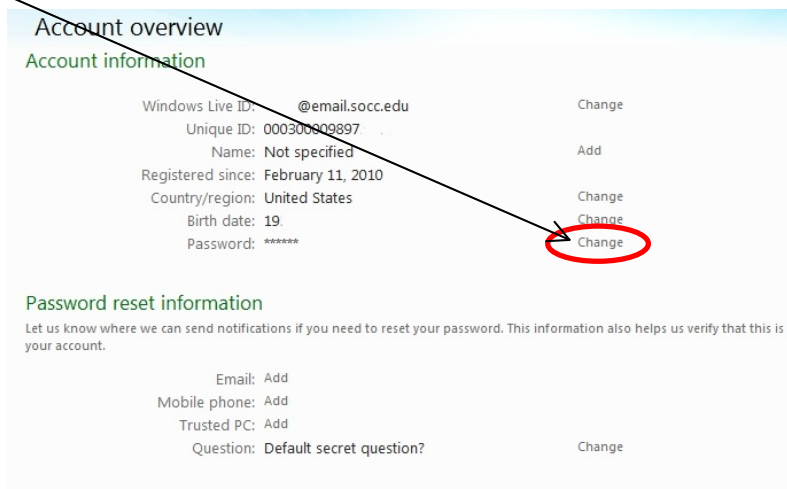 Account overview
Account information
Windows Live ID: @email.socc.edu Change
Unique ID: 000300009897
Name: Not specified Add
Registered since: February 11, 2010
Country/region: United States Change
Birth date: 19 Change
Password: ****** Change
Password reset information
Let us know where we can send notifications if you need to reset your password. This information also helps us verify that this is
your account.
Email: Add
Mobile phone: Add
Trusted PC: Add
Question: Default secret question? Change